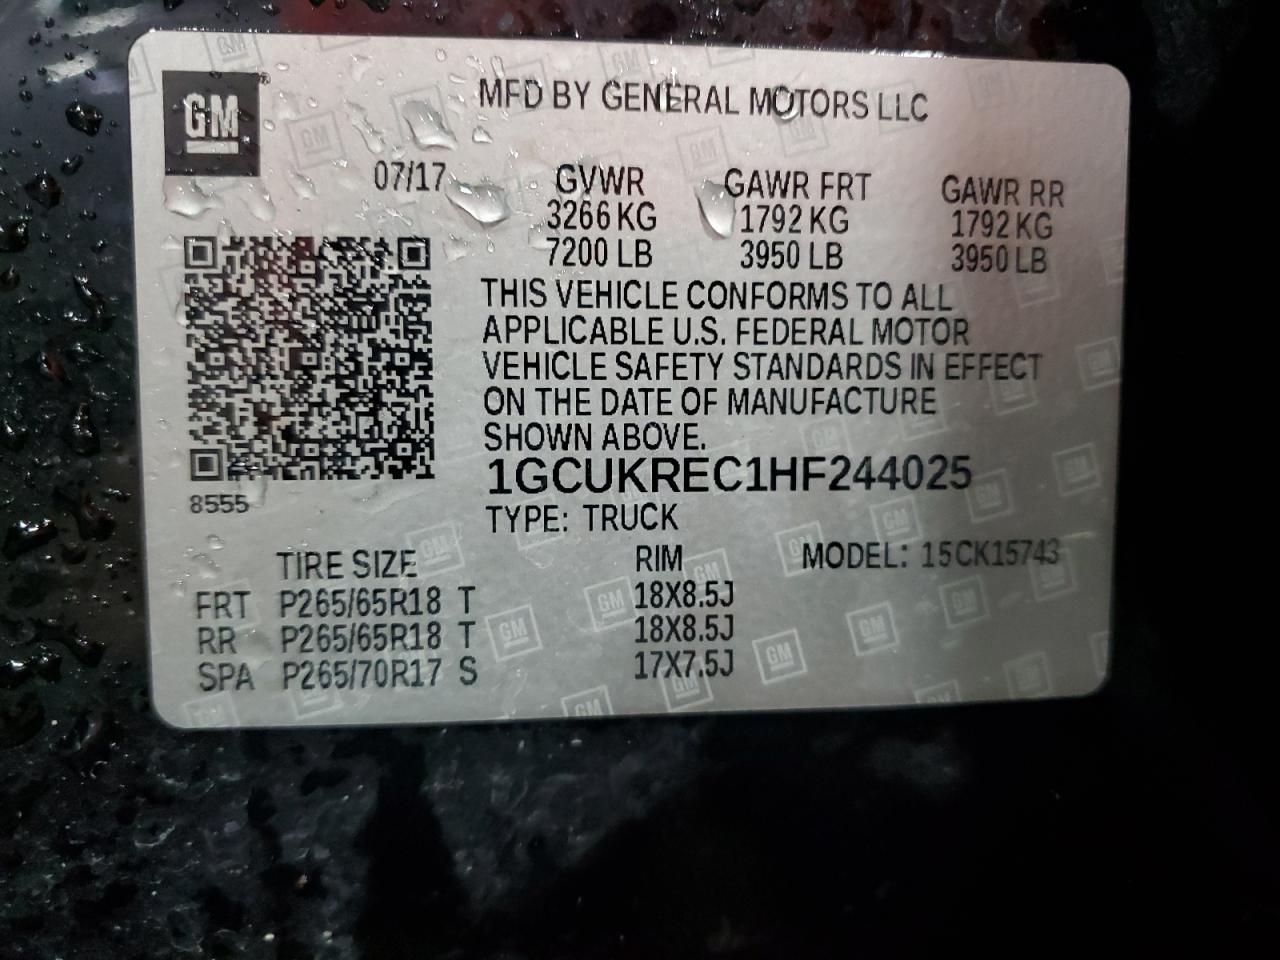 GM
MFD BY GENERAL MOTORS LLC
07/17 GVWR GAWR FRT GAWR RR
3266 KG 1792 KG 1792 KG
7200 LB 3950 LB 3950 LB
THIS VEHICLE CONFORMS TO ALL
APPLICABLE U.S. FEDERAL MOTOR
VEHICLE SAFETY STANDARDS IN EFFECT
ON THE DATE OF MANUFACTURE
SHOWN ABOVE.
1GCUKREC1HF244025
8555
TYPE: TRUCK
TIRE SIZE RIM MODEL: 15CK15743
FRT P265/65R18 T 18X8.5J
RR P265/65R18 T 18X8.5J
SPA P265/70R17 S 17X7.5J